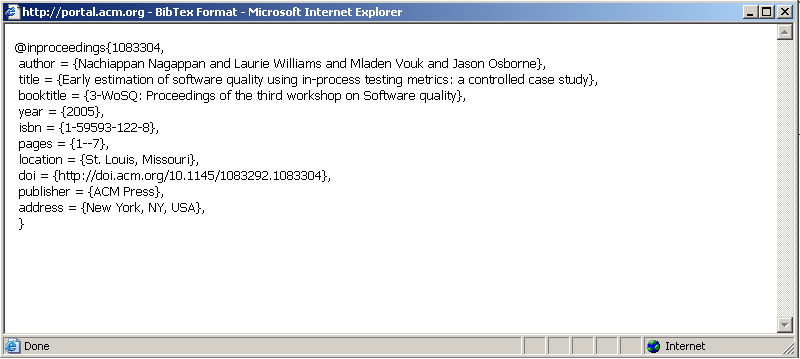 http://portal.acm.org - BibTex Format - Microsoft Internet Explorer
@inproceedings{1083304,
author = {Nachiappan Nagappan and Laurie Williams and Mladen Vouk and Jason Osborne},
title = {Early estimation of software quality using in-process testing metrics: a controlled case study},
booktitle = {3-WoSQ: Proceedings of the third workshop on Software quality},
year = {2005},
isbn = {1-59593-122-8},
pages = {1--7},
location = {St. Louis, Missouri},
doi = {http://doi.acm.org/10.1145/1083292.1083304},
publisher = {ACM Press},
address = {New York, NY, USA},
}
Done
Internet